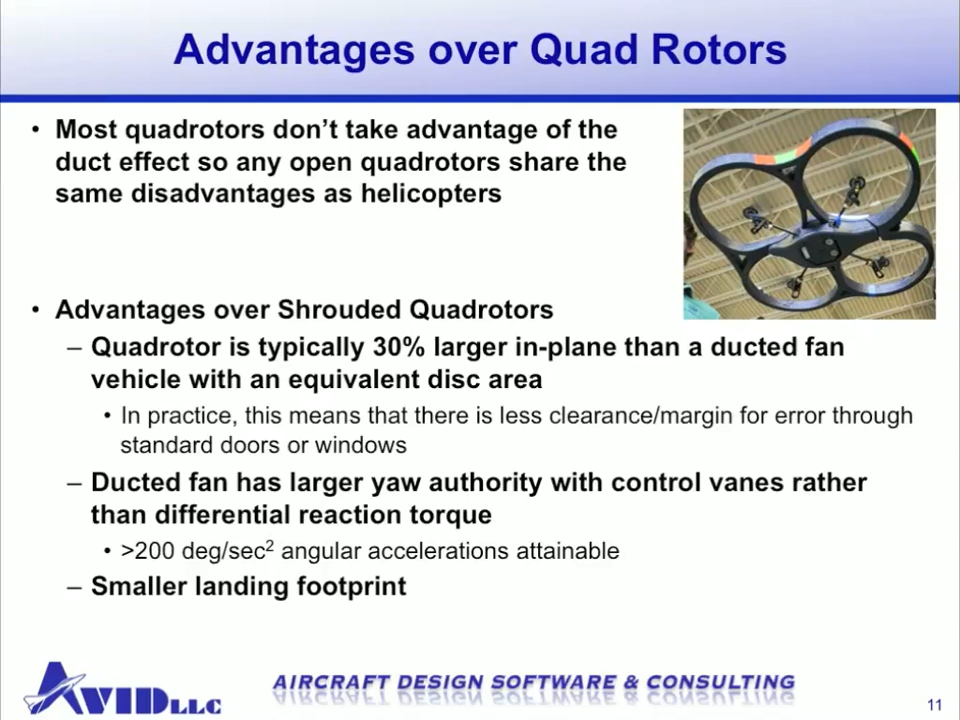 Advantages over Quad Rotors
• Most quadrotors don't take advantage of the
duct effect so any open quadrotors share the
same disadvantages as helicopters
• Advantages over Shrouded Quadrotors
– Quadrotor is typically 30% larger in-plane than a ducted fan
vehicle with an equivalent disc area
• In practice, this means that there is less clearance/margin for error through
standard doors or windows
– Ducted fan has larger yaw authority with control vanes rather
than differential reaction torque
• >200 deg/sec² angular accelerations attainable
– Smaller landing footprint
AVID LLC
AIRCRAFT DESIGN SOFTWARE & CONSULTING
11